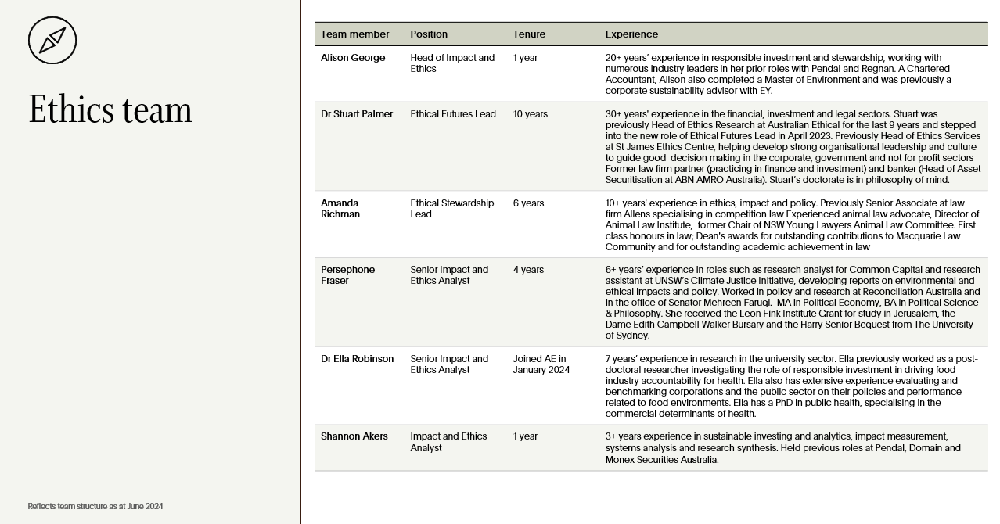 Ethics team
Reflects team structure as at June 2024
Team member Position Tenure Experience
Alison George Head of Impact and 1 year 20+ years’ experience in responsible investment and stewardship, working with
Ethics numerous industry leaders in her prior roles with Pendal and Regnan. A Chartered
Accountant, Alison also completed a Master of Environment and was previously a
corporate sustainability advisor with EY.
Dr Stuart Palmer Ethical Futures Lead 10 years 30+ years' experience in the financial, investment and legal sectors. Stuart was
previously Head of Ethics Research at Australian Ethical for the last 9 years and stepped
into the new role of Ethical Futures Lead in April 2023. Previously Head of Ethics Services
at St James Ethics Centre, helping develop strong organisational leadership and culture
to guide good  decision making in the corporate, government and not for profit sectors
Former law firm partner (practicing in finance and investment) and banker (Head of Asset
Securitisation at ABN AMRO Australia). Stuart’s doctorate is in philosophy of mind.
Amanda Ethical Stewardship 6 years 10+ years' experience in ethics, impact and policy. Previously Senior Associate at law
Richman Lead firm Allens specialising in competition law Experienced animal law advocate, Director of
Animal Law Institute,  former Chair of NSW Young Lawyers Animal Law Committee. First
class honours in law; Dean's awards for outstanding contributions to Macquarie Law
Community and for outstanding academic achievement in law
Persephone Senior Impact and 4 years 6+ years’ experience in roles such as research analyst for Common Capital and research
Fraser Ethics Analyst assistant at UNSW’s Climate Justice Initiative, developing reports on environmental and
ethical impacts and policy. Worked in policy and research at Reconciliation Australia and
in the office of Senator Mehreen Faruqi.  MA in Political Economy, BA in Political Science
& Philosophy. She received the Leon Fink Institute Grant for study in Jerusalem, the
Dame Edith Campbell Walker Bursary and the Harry Senior Bequest from The University
of Sydney.
Dr Ella Robinson Senior Impact and Joined AE in 7 years’ experience in research in the university sector. Ella previously worked as a post-
Ethics Analyst January 2024 doctoral researcher investigating the role of responsible investment in driving food
industry accountability for health. Ella also has extensive experience evaluating and
benchmarking corporations and the public sector on their policies and performance
related to food environments. Ella has a PhD in public health, specialising in the
commercial determinants of health.
Shannon Akers Impact and Ethics 1 year 3+ years experience in sustainable investing and analytics, impact measurement,
Analyst systems analysis and research synthesis. Held previous roles at Pendal, Domain and
Monex Securities Australia.